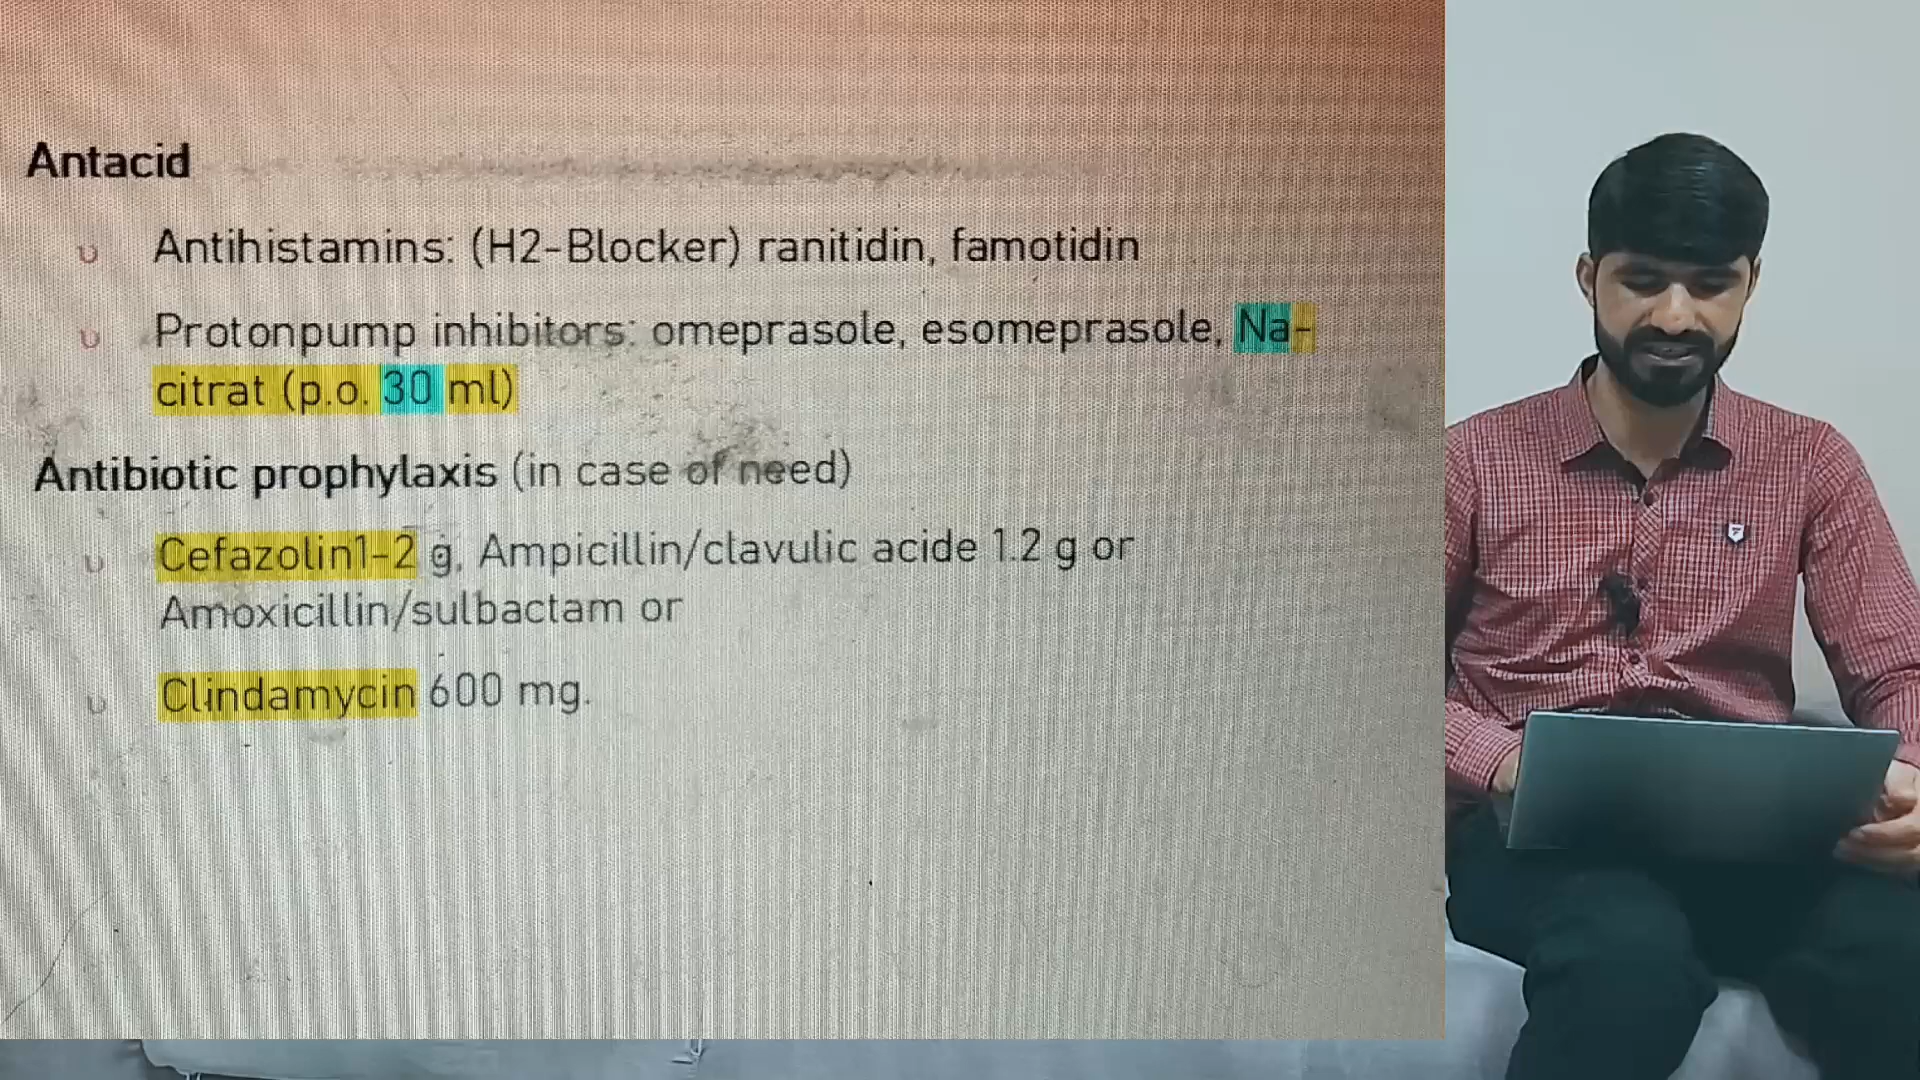 Antacid
Antihistamins: (H2-Blocker) ranitidin, famotidin
Protonpump inhibitors: omeprasole, esomeprasole, Na-
citrat (p.o. 30 ml)
Antibiotic prophylaxis (in case of need)
Cefazolin1-2 g, Ampicillin/clavulic acide 1.2 g or
Amoxicillin/sulbactam or
Clindamycin 600 mg.